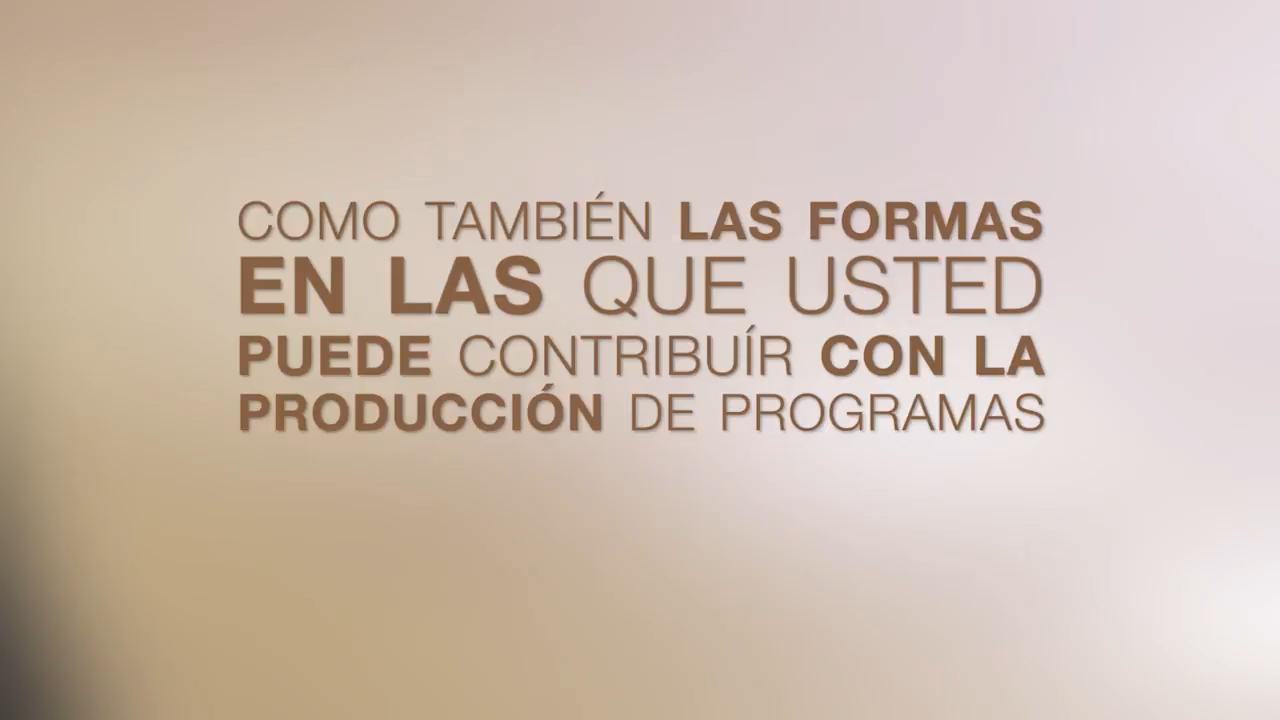 COMO TAMBIÉN LAS FORMAS
EN LAS QUE USTED
PUEDE CONTRIBUÍR CON LA
PRODUCCIÓN DE PROGRAMAS